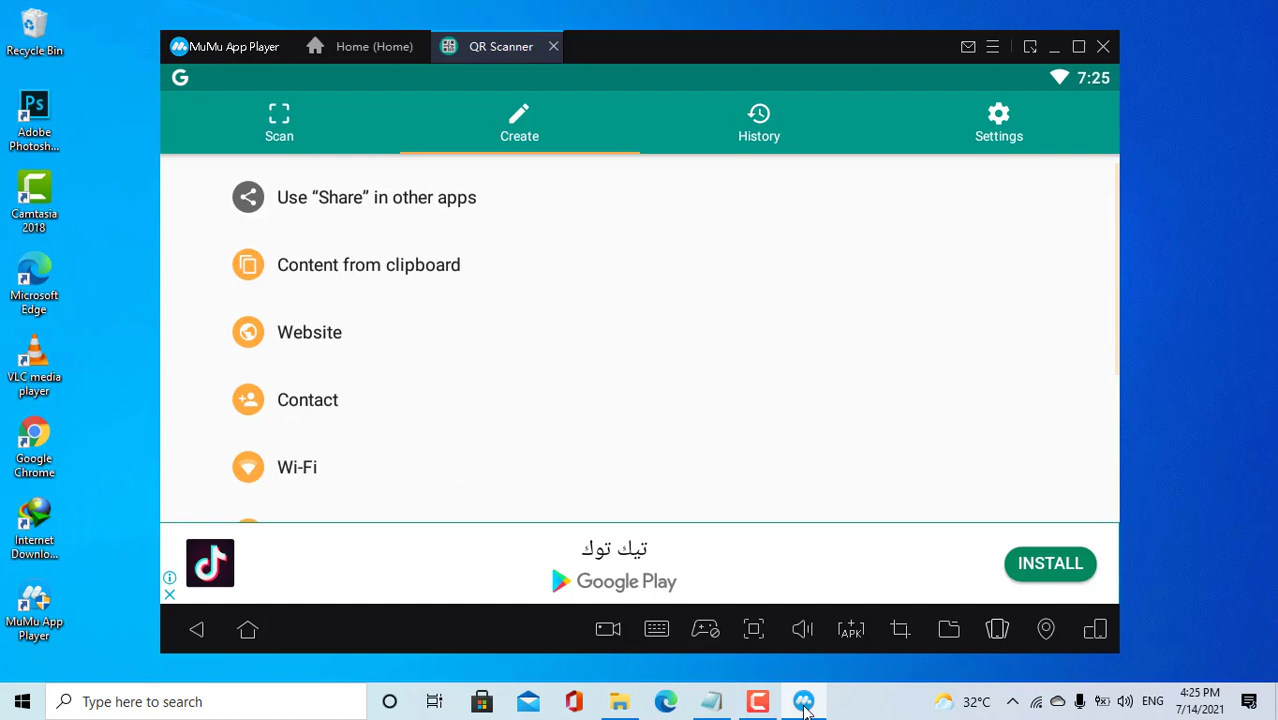 Recycle Bin
Adobe
Photosh...
Camtasia
2018
Microsoft
Edge
VLC media
player
Google
Chrome
Internet
Downlo...
MuMu App
Player
MuMu App Player
Home (Home)
QR Scanner
7:25
Scan
Create
History
Settings
Use “Share” in other apps
Content from clipboard
Website
Contact
Wi-Fi
تيك توك
Google Play
INSTALL
APK
Type here to search
32°C
ENG
4:25 PM
7/14/2021